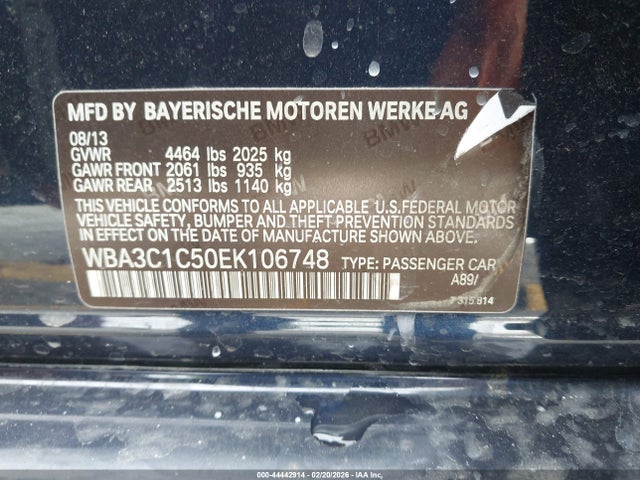 MFD BY BAYERISCHE MOTOREN WERKE AG
08/13
GVWR 4464 lbs 2025 kg
GAWR FRONT 2061 lbs 935 kg
GAWR REAR 2513 lbs 1140 kg
THIS VEHICLE CONFORMS TO ALL APPLICABLE U.S.FEDERAL MOTOR
VEHICLE SAFETY, BUMPER AND THEFT PREVENTION STANDARDS
IN EFFECT ON DATE OF MANUFACTURE SHOWN ABOVE.
WBA3C1C50EK106748 TYPE: PASSENGER CAR
A89/
7 315 814
000-44442914 - 02/20/2026 - IAA Inc.